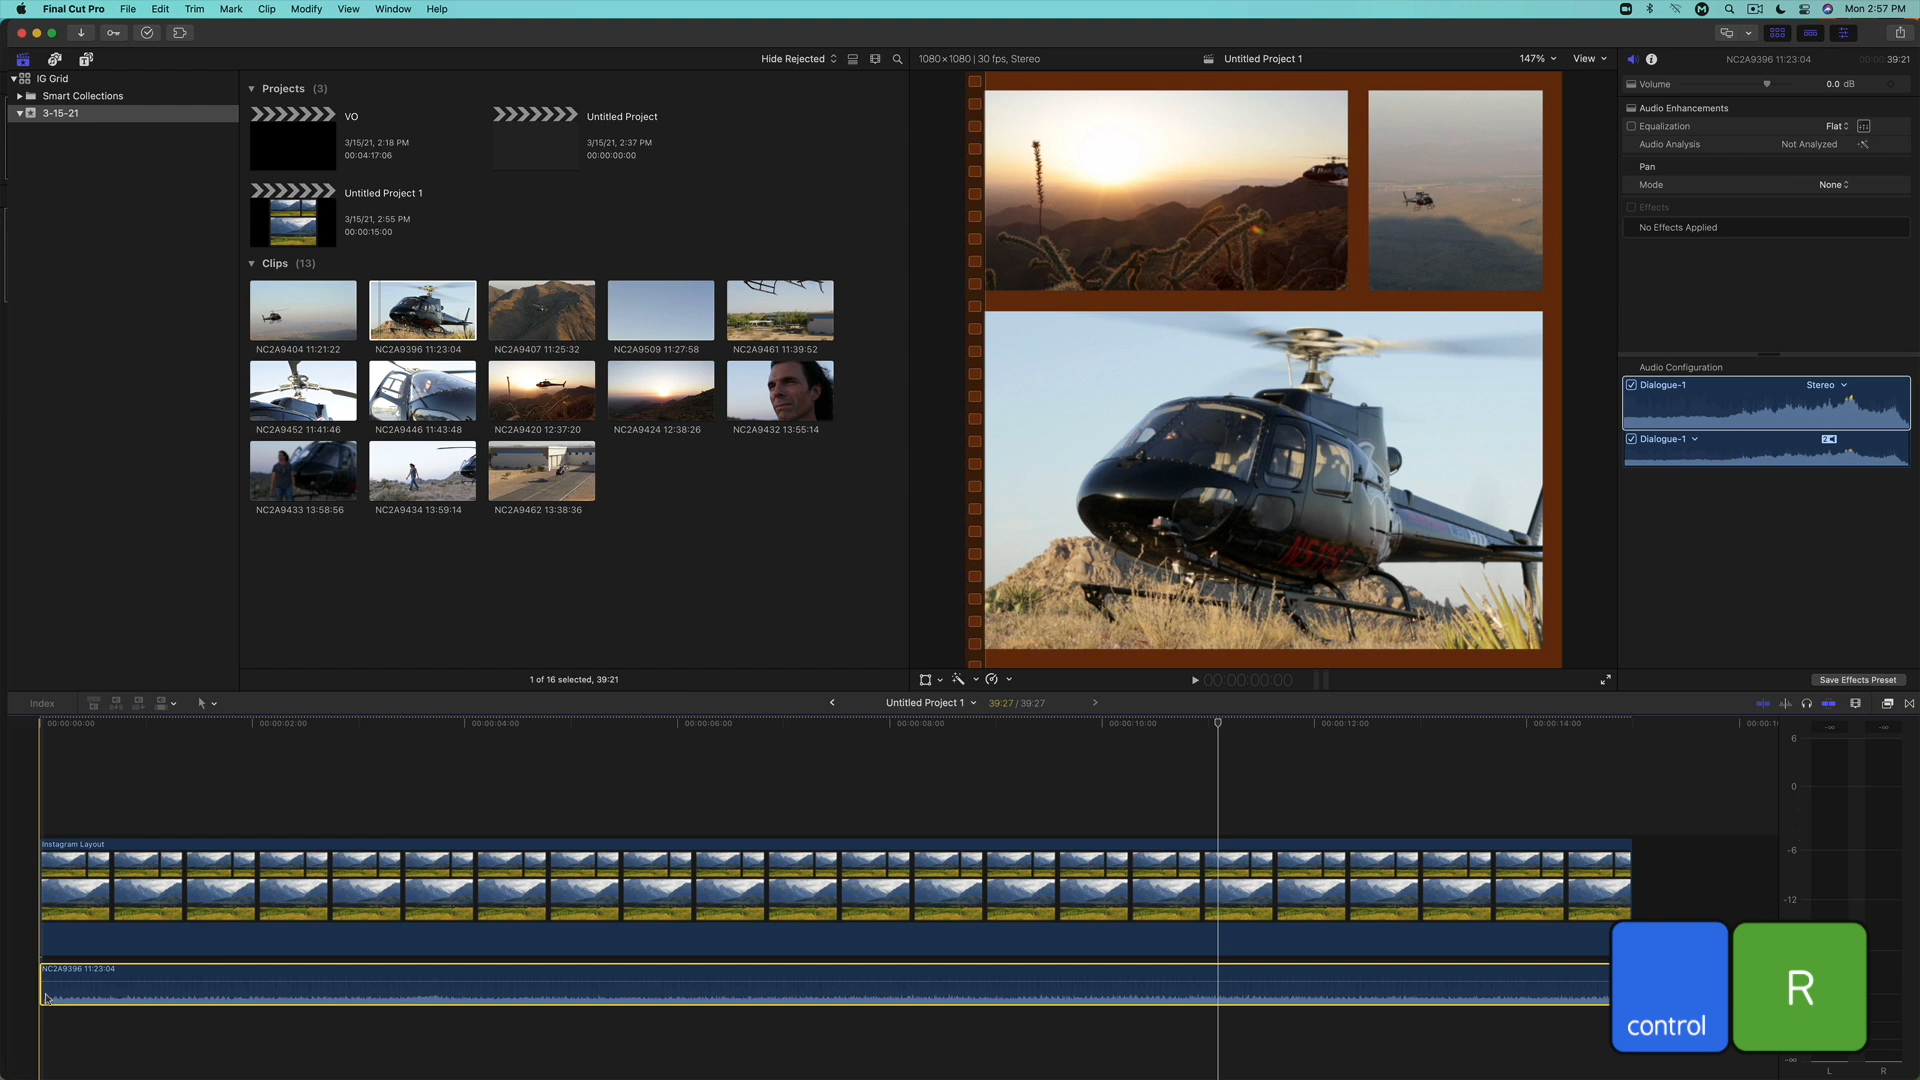 Final Cut Pro File Edit Trim Mark Clip Modify View Window Help Mon 2:57 PM
Hide Rejected 1080×1080 | 30 fps, Stereo Untitled Project 1 147% View NC2A9396 11:23:04 00:00:39:21
IG Grid
Smart Collections
3-15-21
Projects (3)
VO
3/15/21, 2:18 PM
00:04:17:06
Untitled Project
3/15/21, 2:37 PM
00:00:00:00
Untitled Project 1
3/15/21, 2:55 PM
00:00:15:00
Clips (13)
NC2A9404 11:21:22 NC2A9396 11:23:04 NC2A9407 11:25:32 NC2A9509 11:27:58 NC2A9461 11:39:52
NC2A9452 11:41:46 NC2A9446 11:43:48 NC2A9420 12:37:20 NC2A9424 12:38:26 NC2A9432 13:55:14
NC2A9433 13:58:56 NC2A9434 13:59:14 NC2A9462 13:38:36
1 of 16 selected, 39:21
00:00:00:00
Volume 0.0 dB
Audio Enhancements
Equalization Flat
Audio Analysis Not Analyzed
Pan
Mode None
Effects
No Effects Applied
Audio Configuration
Dialogue-1 Stereo
Dialogue-1
Save Effects Preset
Index Untitled Project 1 39:27 / 39:27
00:00:00:00 00:00:02:00 00:00:04:00 00:00:06:00 00:00:08:00 00:00:10:00 00:00:12:00 00:00:14:00
Instagram Layout
NC2A9396 11:23:04
6
0
-6
-12
-∞
L R
control
R